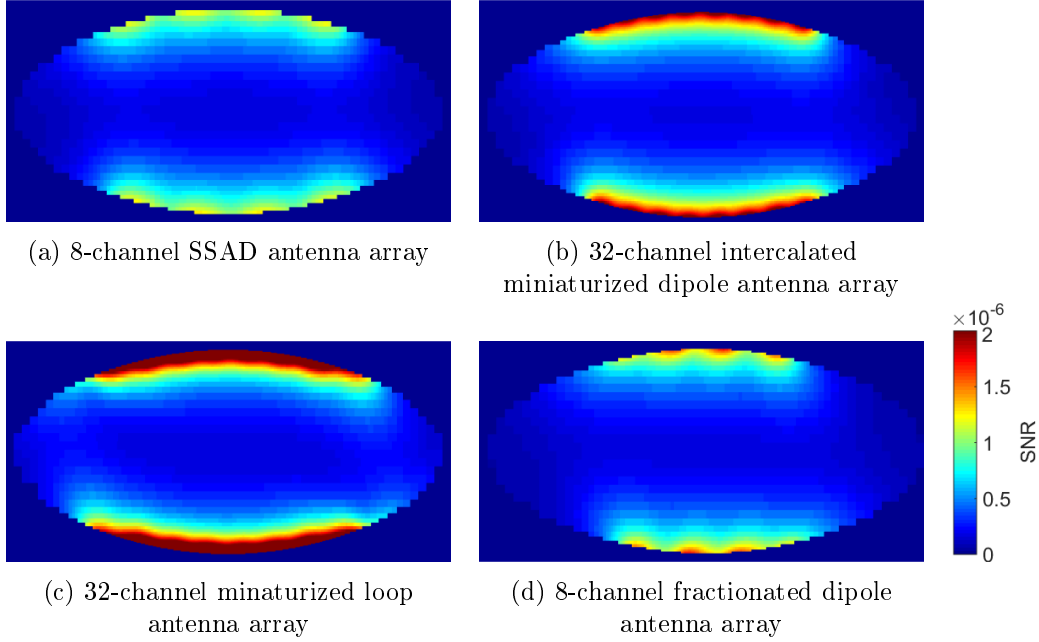 (a) 8-channel SSAD antenna array
(b) 32-channel intercalated
miniaturized dipole antenna array
×10⁻⁶
2
1.5
1
0.5
0
SNR
(c) 32-channel minaturized loop
antenna array
(d) 8-channel fractionated dipole
antenna array